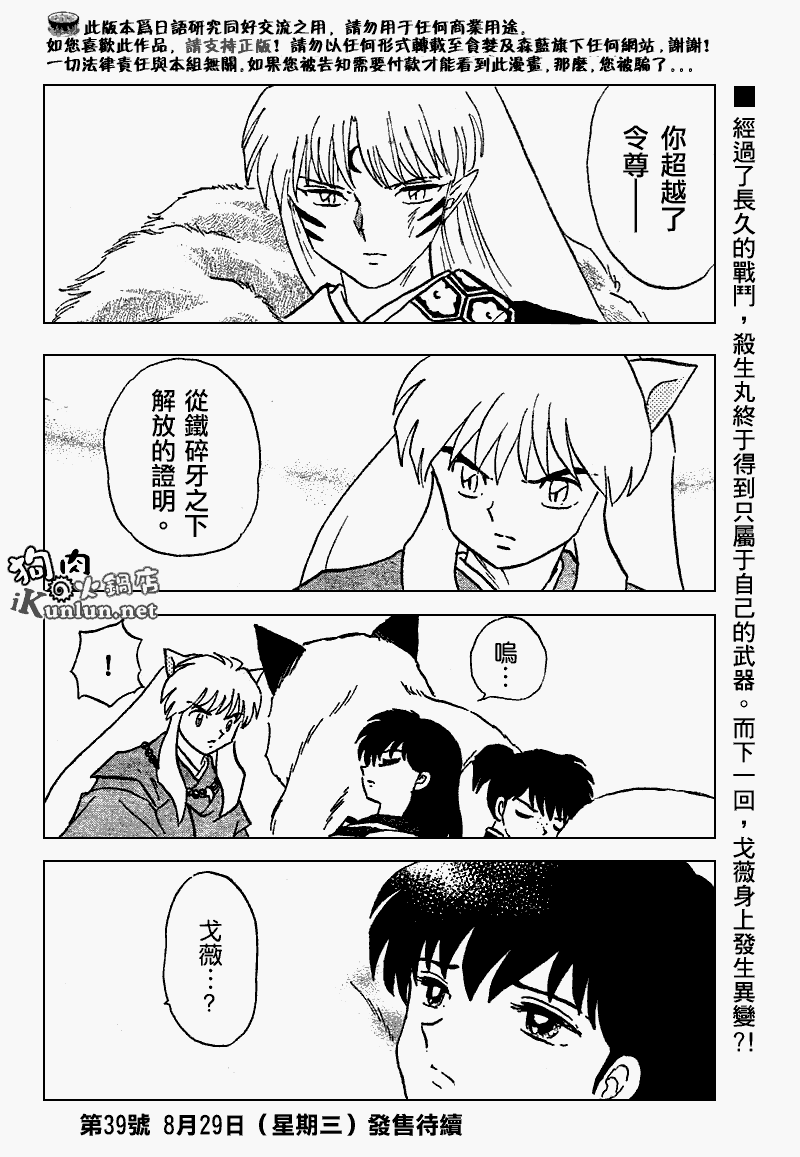 此版本爲日語研究同好交流之用，請勿用于任何商業用途。
如您喜歡此作品，請支持正版！請勿以任何形式轉載至貪婪及森藍旗下任何網站，謝謝！
一切法律責任與本組無關。如果您被告知需要付款才能看到此漫畫，那麼，您被騙了...
■經過了長久的戰鬥，殺生丸終于得到只屬于自己的武器。而下一回，戈薇身上發生異變?!
你超越了
令尊——
從鐵碎牙之下
解放的證明。
狗肉
火鍋店
iKunlun.net
嗚…
！
戈薇…？
第39號 8月29日（星期三）發售待續